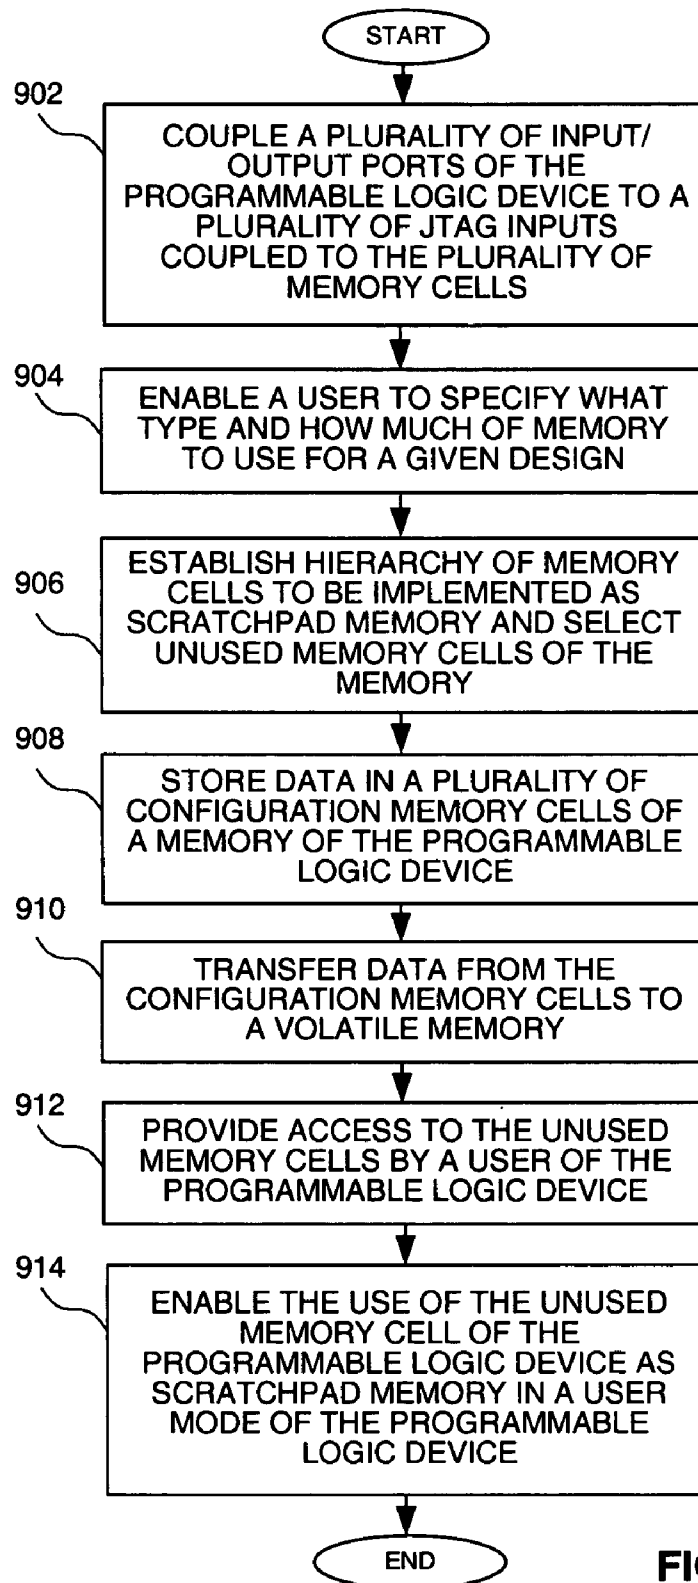 START
902
COUPLE A PLURALITY OF INPUT/
OUTPUT PORTS OF THE
PROGRAMMABLE LOGIC DEVICE TO A
PLURALITY OF JTAG INPUTS
COUPLED TO THE PLURALITY OF
MEMORY CELLS
904
ENABLE A USER TO SPECIFY WHAT
TYPE AND HOW MUCH OF MEMORY
TO USE FOR A GIVEN DESIGN
906
ESTABLISH HIERARCHY OF MEMORY
CELLS TO BE IMPLEMENTED AS
SCRATCHPAD MEMORY AND SELECT
UNUSED MEMORY CELLS OF THE
MEMORY
908
STORE DATA IN A PLURALITY OF
CONFIGURATION MEMORY CELLS OF
A MEMORY OF THE PROGRAMMABLE
LOGIC DEVICE
910
TRANSFER DATA FROM THE
CONFIGURATION MEMORY CELLS TO
A VOLATILE MEMORY
912
PROVIDE ACCESS TO THE UNUSED
MEMORY CELLS BY A USER OF THE
PROGRAMMABLE LOGIC DEVICE
914
ENABLE THE USE OF THE UNUSED
MEMORY CELL OF THE
PROGRAMMABLE LOGIC DEVICE AS
SCRATCHPAD MEMORY IN A USER
MODE OF THE PROGRAMMABLE
LOGIC DEVICE
END